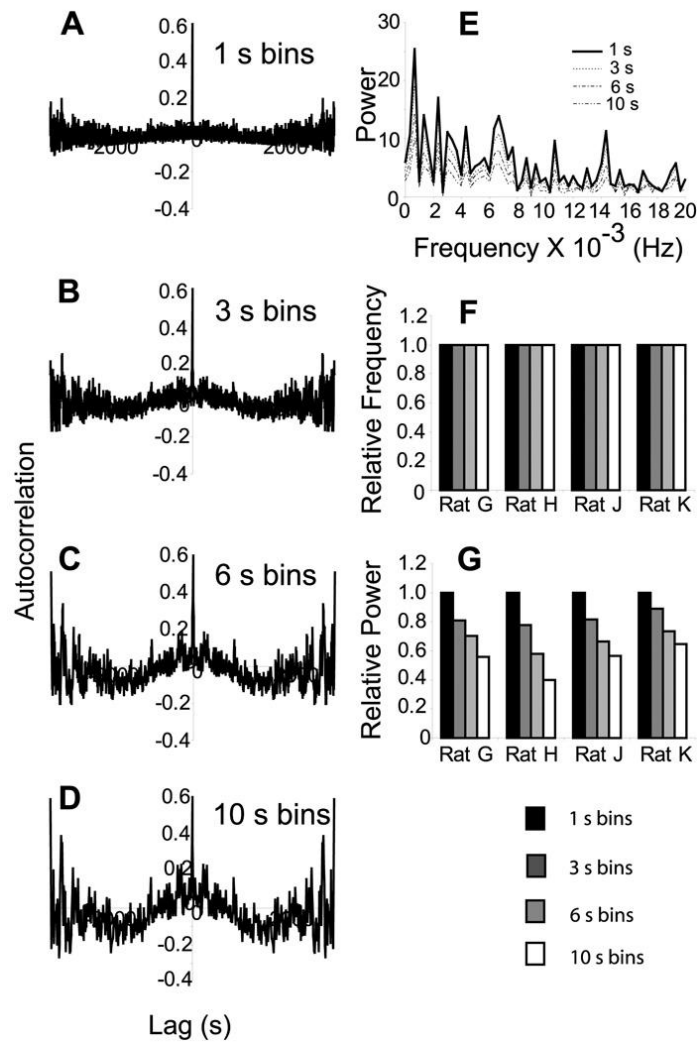 A
1 s bins
0.6
0.4
0.2
0
-0.2
-0.4
2000
B
3 s bins
0.6
0.4
0.2
0
-0.2
-0.4
C
6 s bins
0.6
0.4
0.2
0
-0.2
-0.4
D
10 s bins
0.6
0.4
0.2
0
-0.2
-0.4
Autocorrelation
Lag (s)
E
1 s
3 s
6 s
10 s
Power
30
20
10
0
0 2 4 6 8 10 12 14 16 18 20
Frequency X 10-3 (Hz)
F
Relative Frequency
1.2
1.0
0.8
0.6
0.4
0.2
0
Rat G Rat H Rat J Rat K
G
Relative Power
1.2
1.0
0.8
0.6
0.4
0.2
0
Rat G Rat H Rat J Rat K
1 s bins
3 s bins
6 s bins
10 s bins